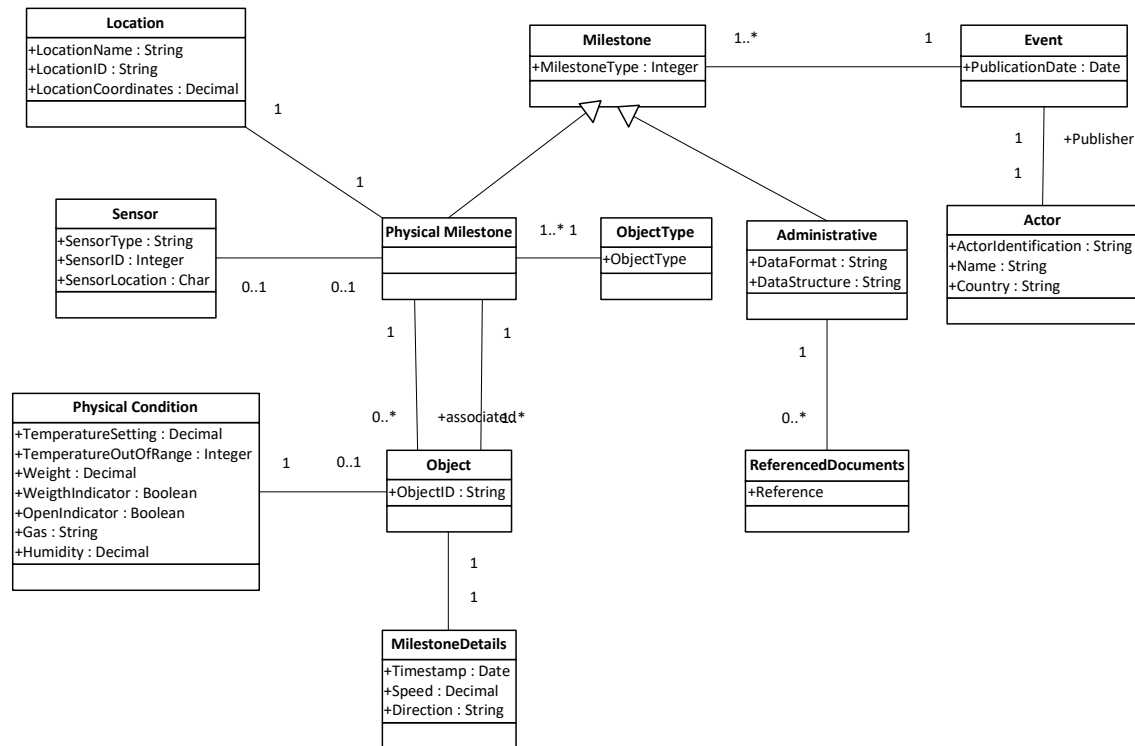 Location
+LocationName : String
+LocationID : String
+LocationCoordinates : Decimal
1
1
Milestone
+MilestoneType : Integer
1..*
1
Event
+PublicationDate : Date
1
+Publisher
1
Actor
+ActorIdentification : String
+Name : String
+Country : String
Sensor
+SensorType : String
+SensorID : Integer
+SensorLocation : Char
0..1
0..1
Physical Milestone
1..*
1
ObjectType
+ObjectType
Administrative
+DataFormat : String
+DataStructure : String
1
0..*
ReferencedDocuments
+Reference
1
1
0..*
+associated
1..*
Physical Condition
+TemperatureSetting : Decimal
+TemperatureOutOfRange : Integer
+Weight : Decimal
+WeigthIndicator : Boolean
+OpenIndicator : Boolean
+Gas : String
+Humidity : Decimal
1
0..1
Object
+ObjectID : String
1
1
MilestoneDetails
+Timestamp : Date
+Speed : Decimal
+Direction : String